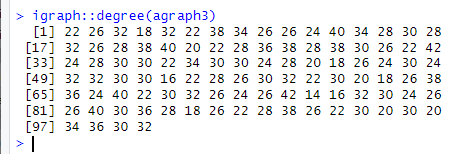 > igraph::degree(agraph3)
[1] 22 26 32 18 32 22 38 34 26 26 24 40 34 28 30 28
[17] 32 26 28 38 40 20 22 28 36 38 28 38 30 26 22 42
[33] 24 28 30 30 22 34 30 30 24 28 20 18 26 24 30 24
[49] 32 32 30 30 16 22 28 26 30 32 22 30 20 18 26 38
[65] 36 24 40 22 30 32 26 24 26 42 14 16 32 30 24 26
[81] 26 40 30 36 28 18 26 22 28 38 26 22 30 20 30 20
[97] 34 36 30 32
>